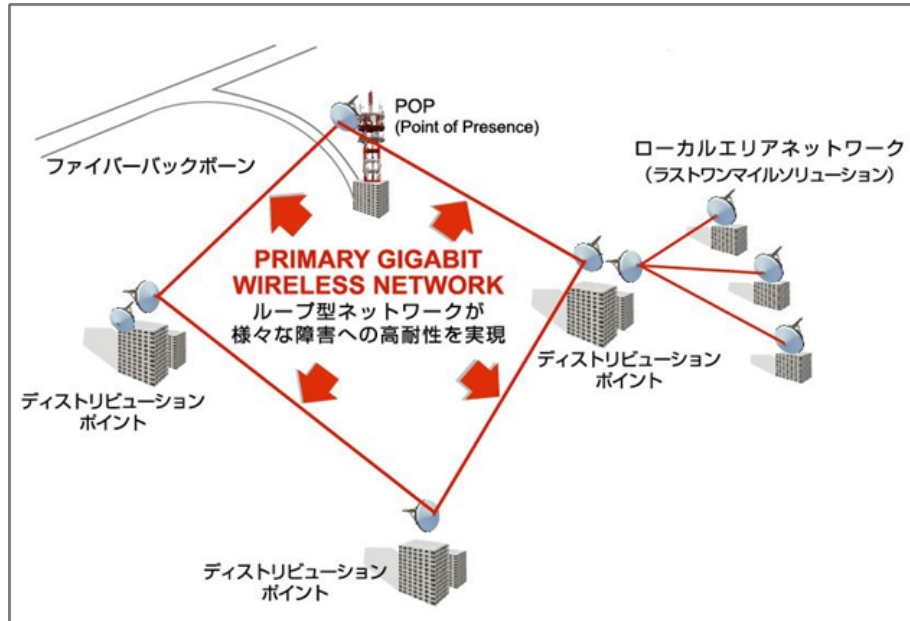 POP
(Point of Presence)
ファイバーバックボーン
ローカルエリアネットワーク
(ラストワンマイルソリューション)
PRIMARY GIGABIT
WIRELESS NETWORK
ループ型ネットワークが
様々な障害への高耐性を実現
ディストリビューション
ポイント
ディストリビューション
ポイント
ディストリビューション
ポイント